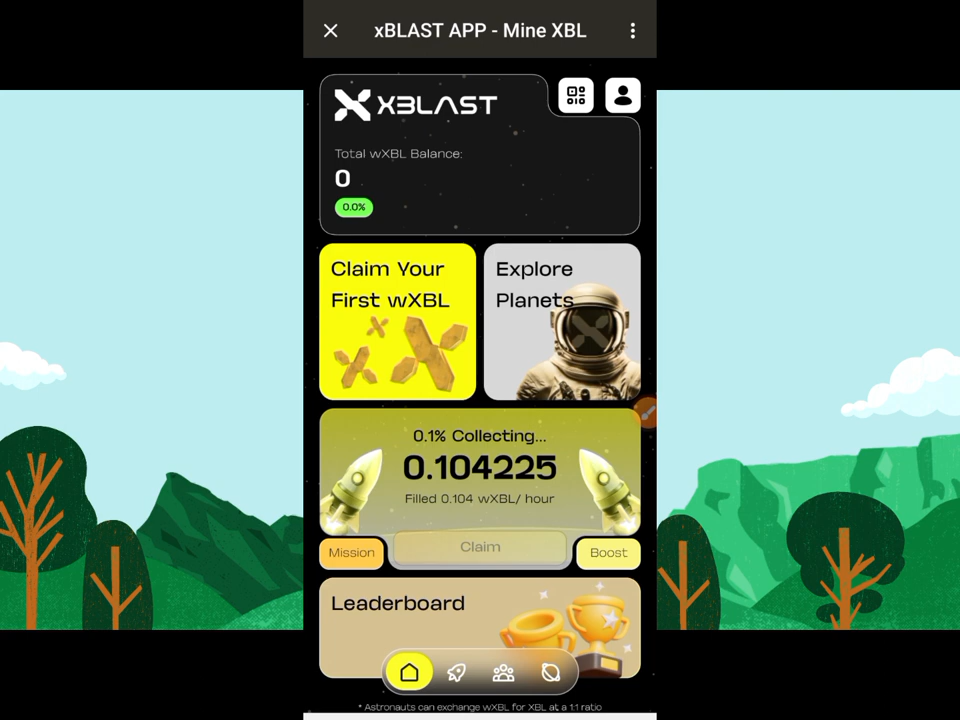 xBLAST APP - Mine XBL
XBLAST
Total wXBL Balance:
0
0.0%
Claim Your
First wXBL
Explore
Planets
0.1% Collecting...
0.104225
Filled 0.104 wXBL/ hour
Mission
Claim
Boost
Leaderboard
* Astronauts can exchange wXBL for XBL at a 1:1 ratio